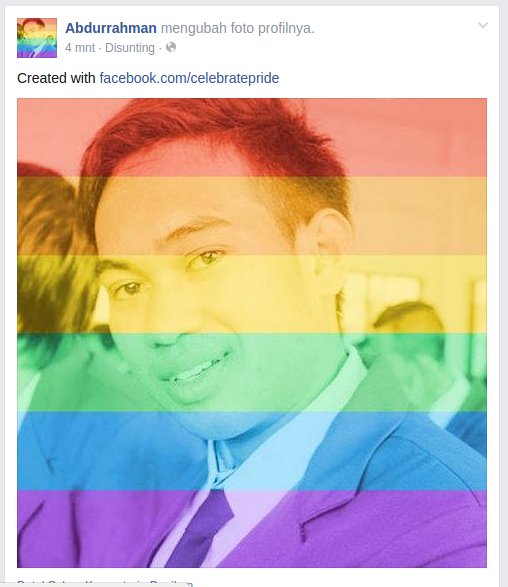 Abdurrahman mengubah foto profilnya.
4 mnt · Disunting ·
Created with facebook.com/celebratepride